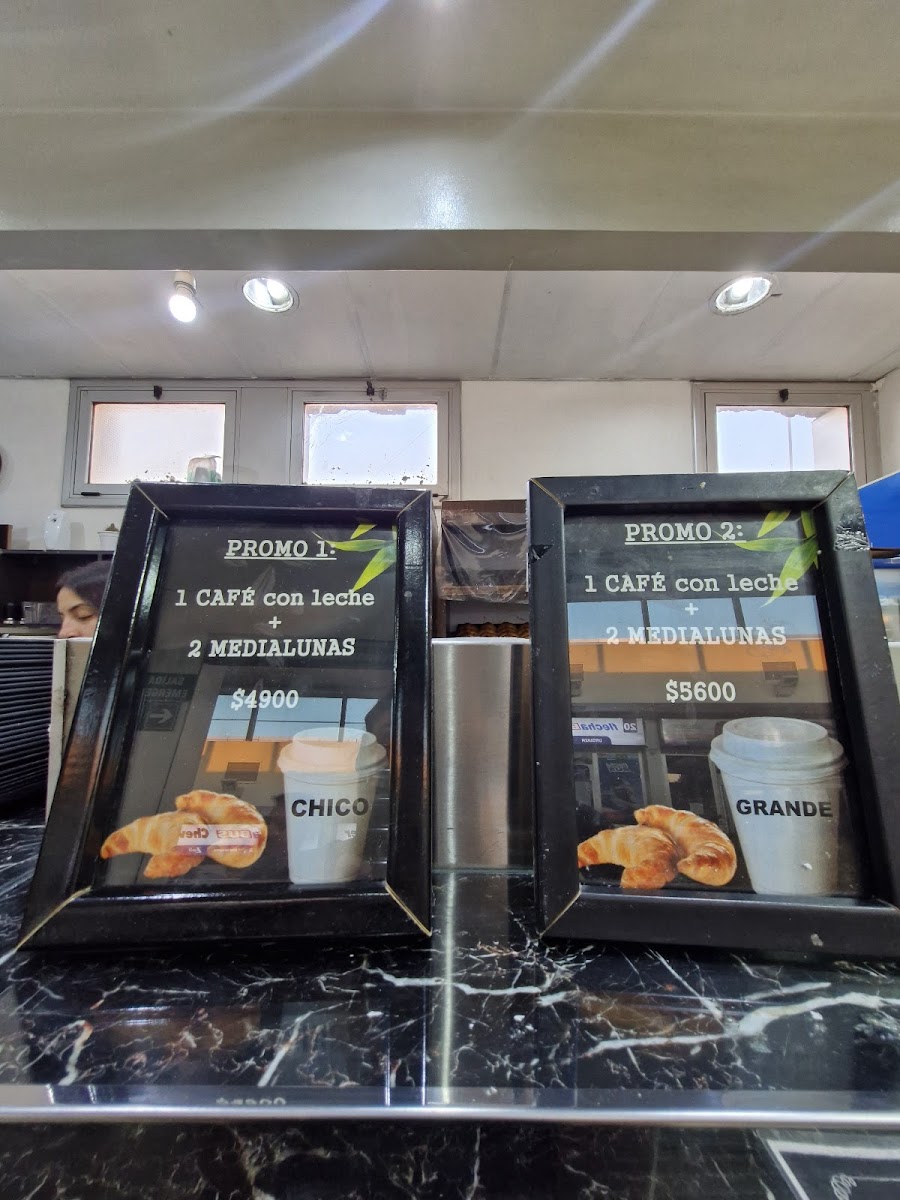 PROMO 1:
1 CAFÉ con leche
+
2 MEDIALUNAS
$4900
CHICO
PROMO 2:
1 CAFÉ con leche
+
2 MEDIALUNAS
$5600
GRANDE